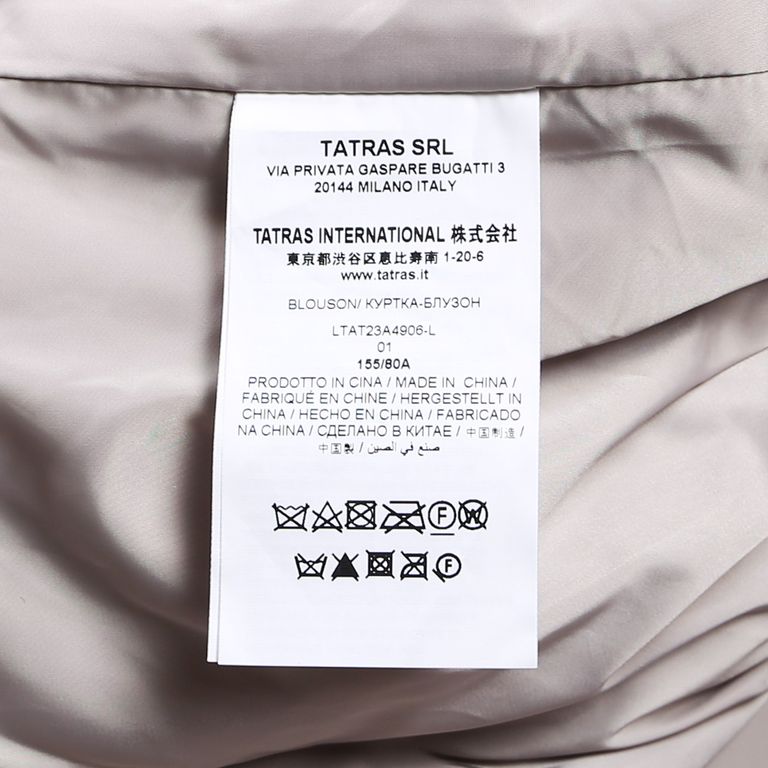 TATRAS SRL
VIA PRIVATA GASPARE BUGATTI 3
20144 MILANO ITALY
TATRAS INTERNATIONAL 株式会社
東京都渋谷区恵比寿南 1-20-6
www.tatras.it
BLOUSON/ КУРТКА-БЛУЗОН
LTAT23A4906-L
01
155/80A
PRODOTTO IN CINA / MADE IN CHINA /
FABRIQUÉ EN CHINE / HERGESTELLT IN
CHINA / HECHO EN CHINA / FABRICADO
NA CHINA / СДЕЛАНО В КИТАЕ / 中国制造 /
中国製 / صنع في الصين
F W
F